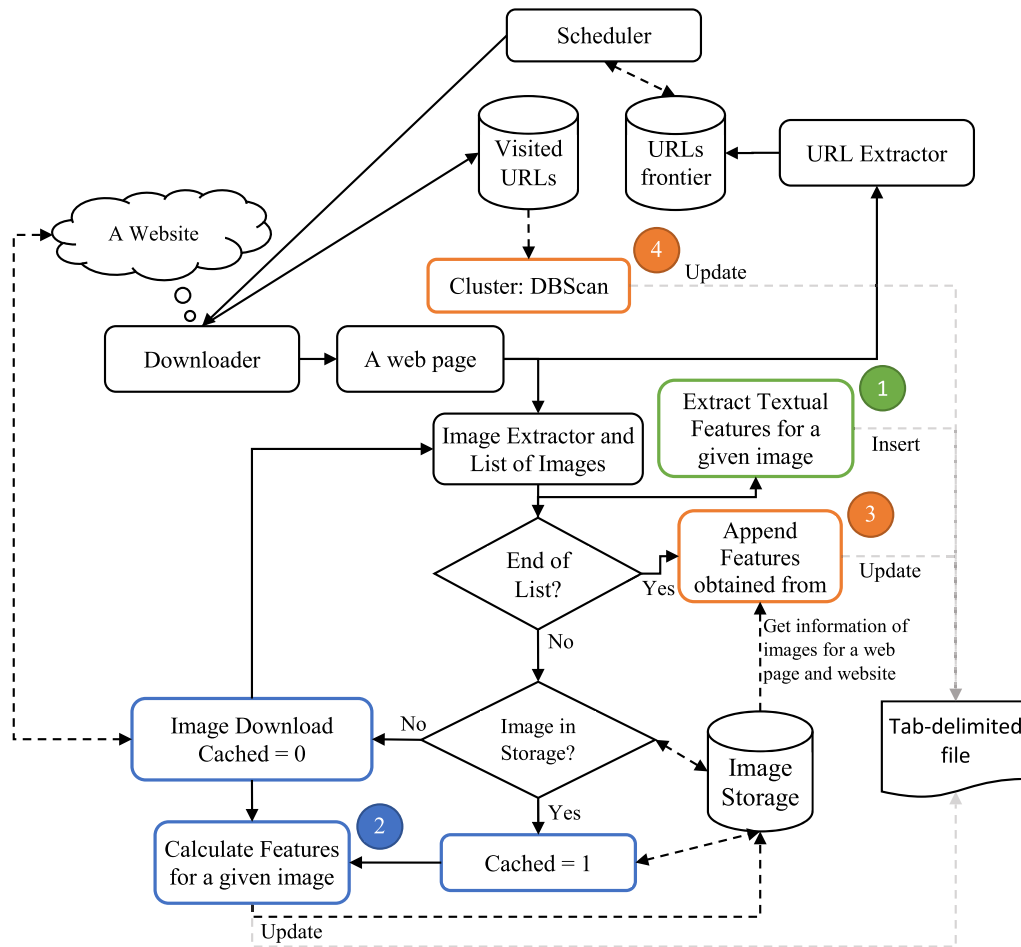 Scheduler
Visited
URLs
URLs
frontier
URL Extractor
A Website
4
Cluster: DBScan
Update
Downloader
A web page
1
Extract Textual
Features for a
given image
Insert
Image Extractor and
List of Images
3
Append
Features
obtained from
Update
End of
List?
Yes
No
Get information of
images for a web
page and website
Image Download
Cached = 0
No
Image in
Storage?
Image
Storage
Tab-delimited
file
Yes
2
Calculate Features
for a given image
Cached = 1
Update